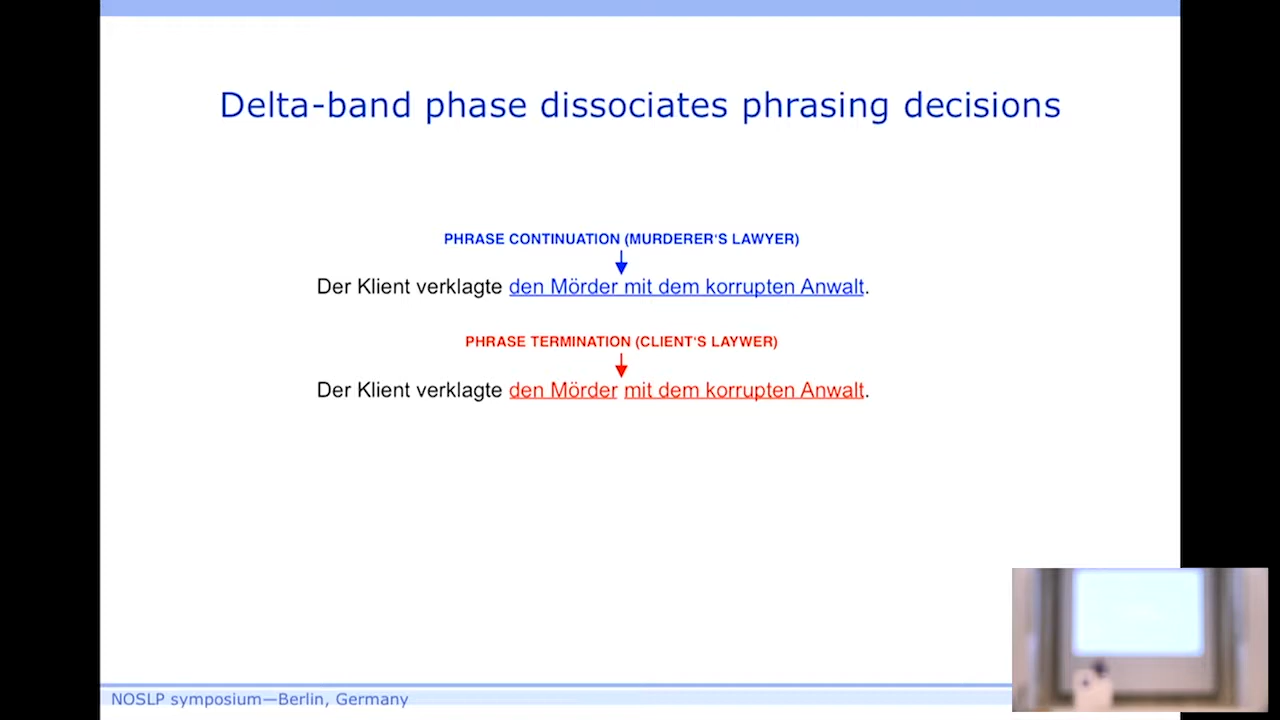 Delta-band phase dissociates phrasing decisions
PHRASE CONTINUATION (MURDERER'S LAWYER)
Der Klient verklagte den Mörder mit dem korrupten Anwalt.
PHRASE TERMINATION (CLIENT'S LAYWER)
Der Klient verklagte den Mörder mit dem korrupten Anwalt.
NOSLP symposium—Berlin, Germany